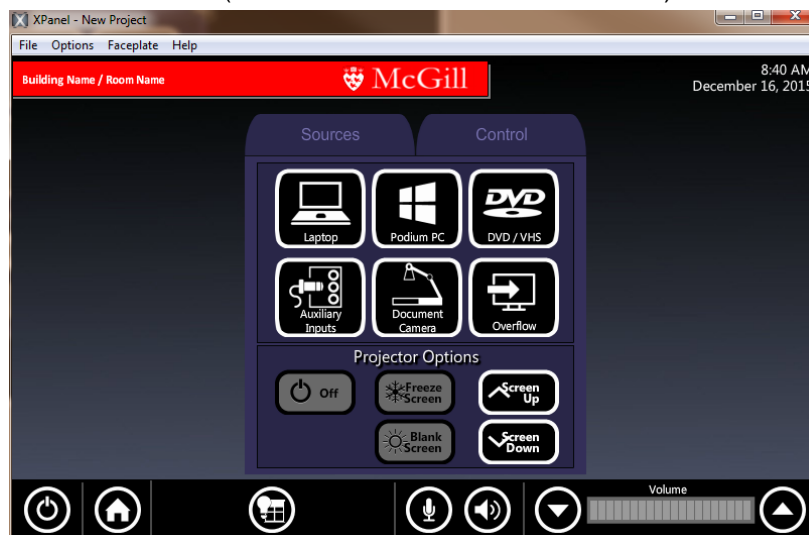 XPanel - New Project
File Options Faceplate Help
Building Name / Room Name
McGill
8:40 AM
December 16, 2015
Sources
Control
Laptop
Podium PC
DVD
DVD / VHS
Auxiliary
Inputs
Document
Camera
Overflow
Projector Options
Off
Freeze
Screen
Screen
Up
Blank
Screen
Screen
Down
Volume